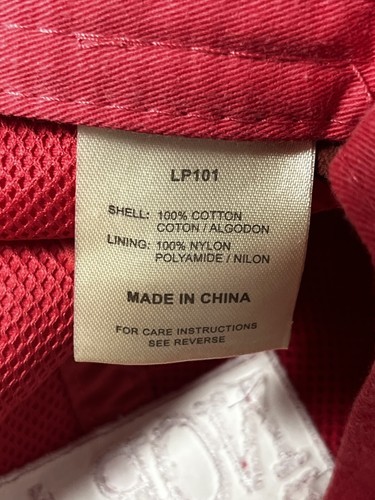 LP101
SHELL: 100% COTTON
COTON / ALGODON
LINING: 100% NYLON
POLYAMIDE / NILON
MADE IN CHINA
FOR CARE INSTRUCTIONS
SEE REVERSE